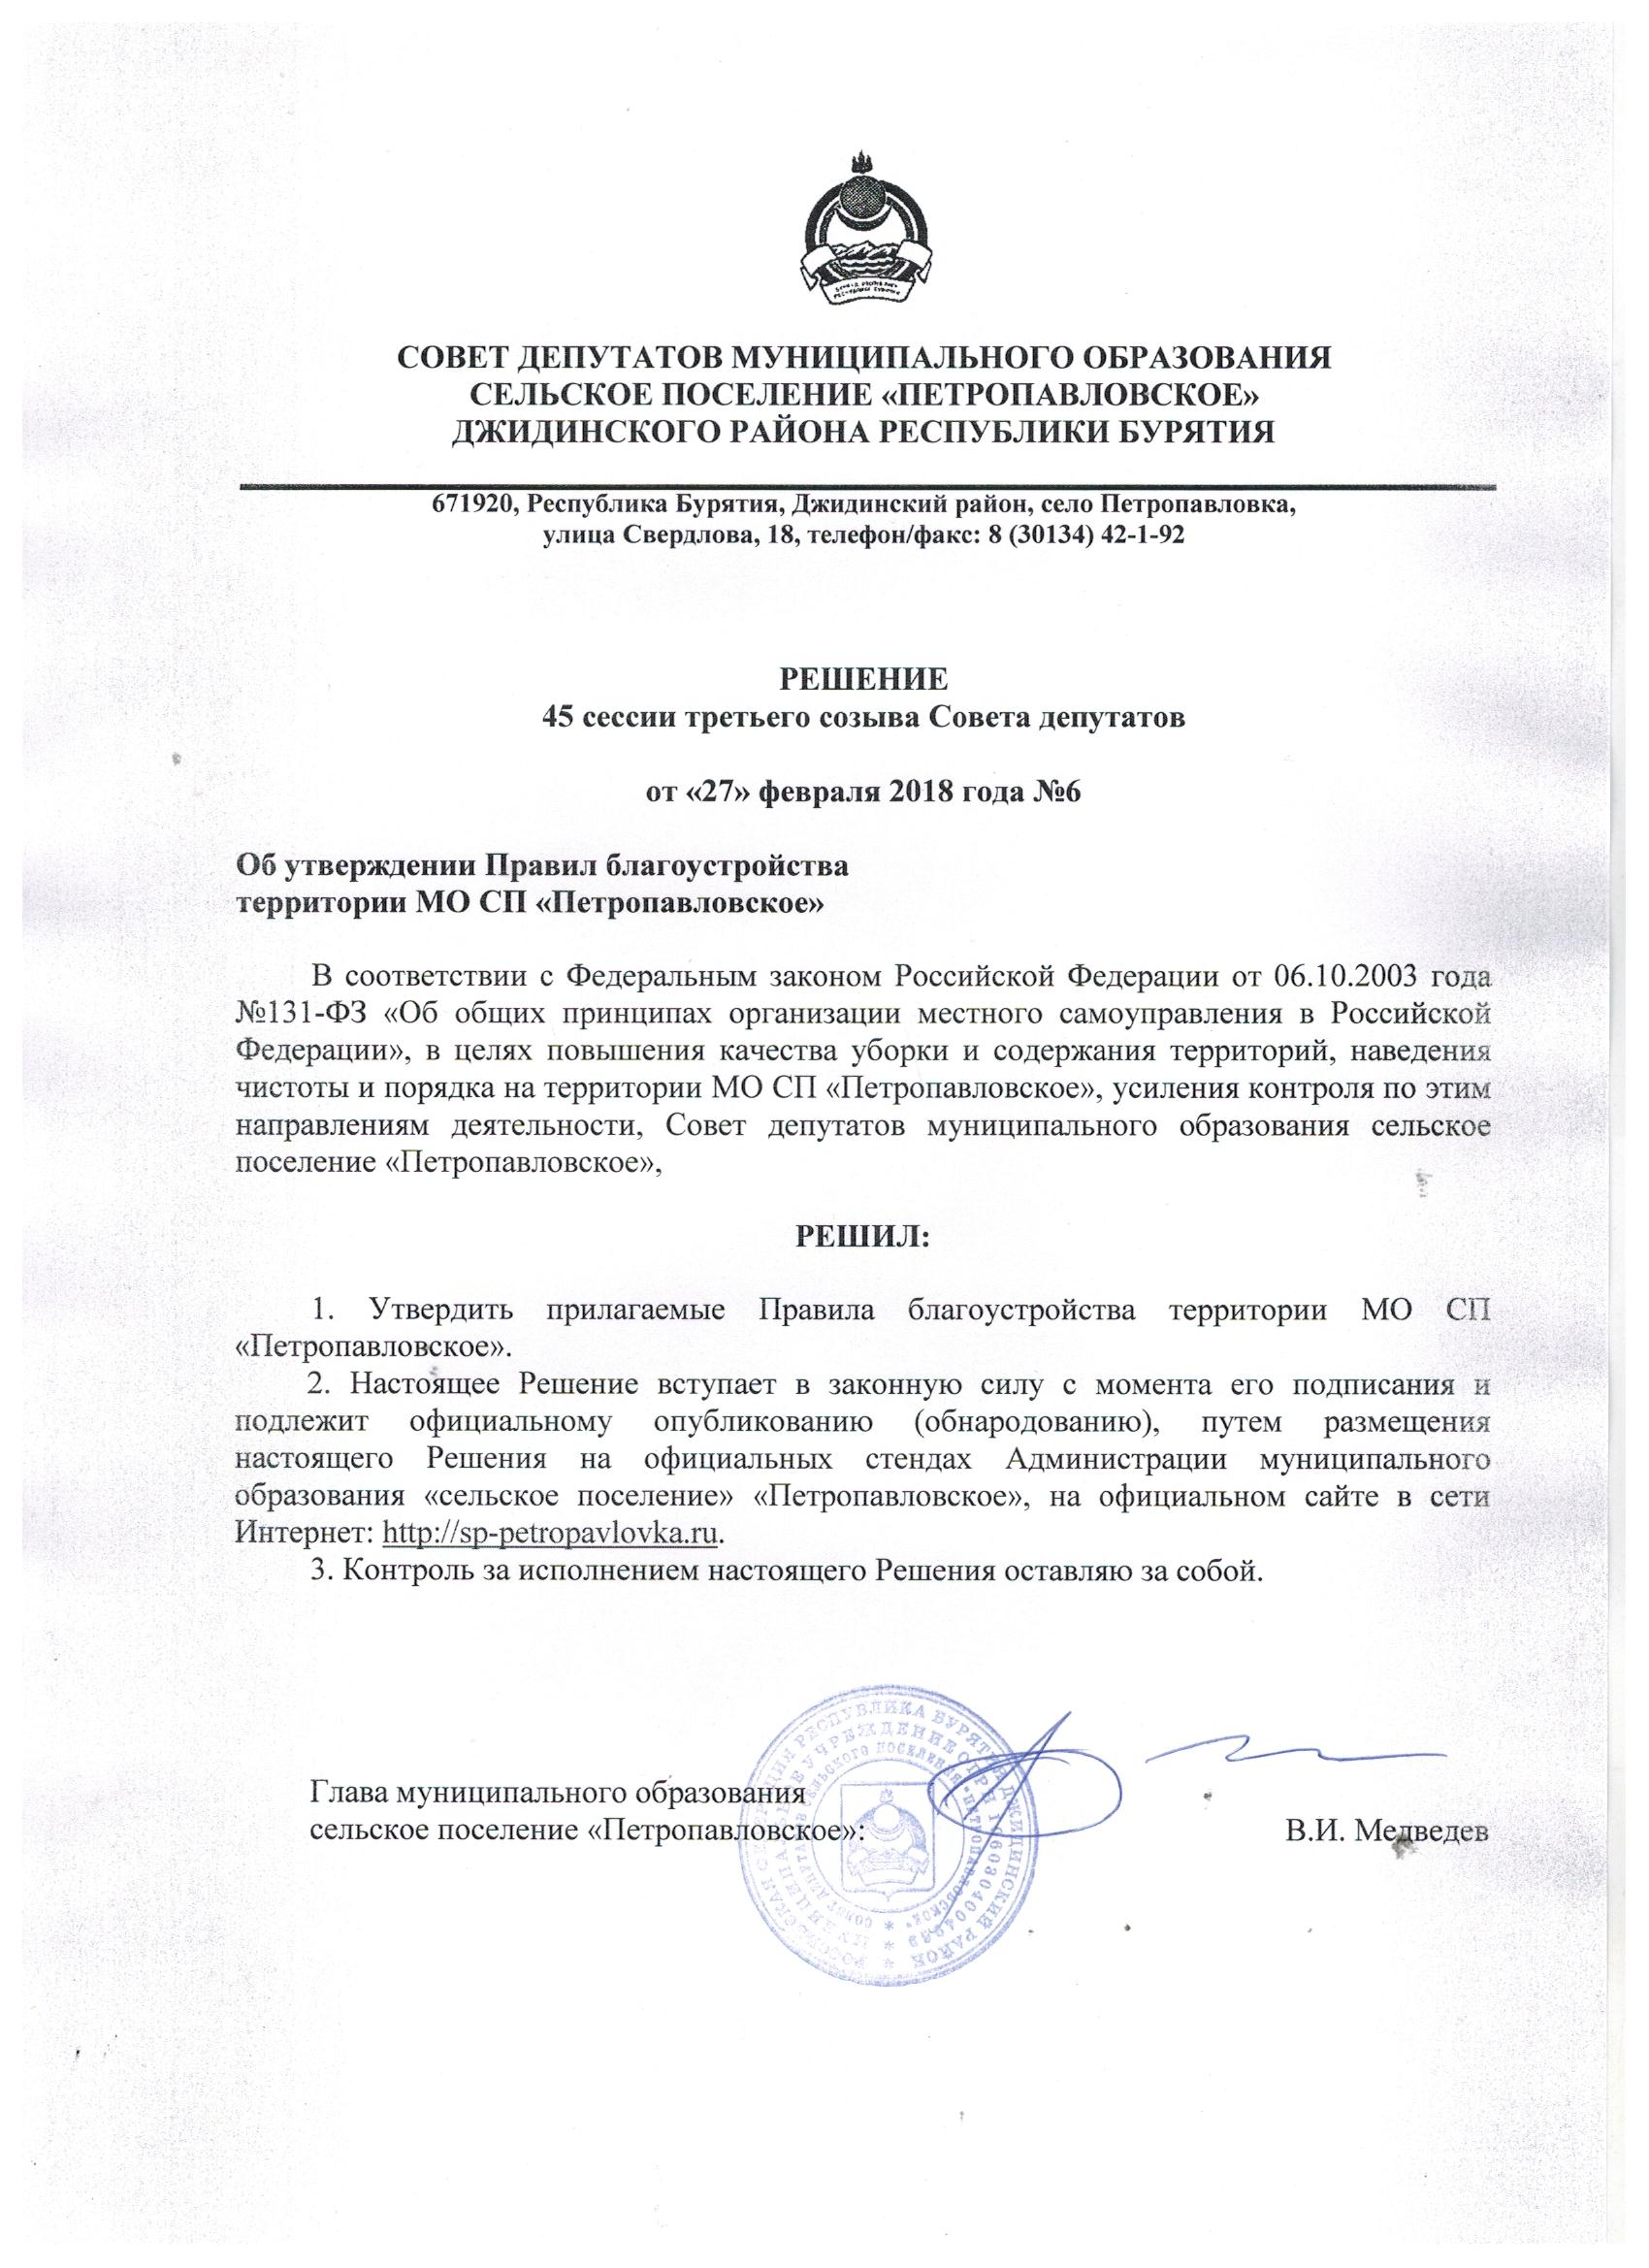 СОВЕТ ДЕПУТАТОВ МУНИЦИПАЛЬНОГО ОБРАЗОВАНИЯ
СЕЛЬСКОЕ ПОСЕЛЕНИЕ «ПЕТРОПАВЛОВСКОЕ»
ДЖИДИНСКОГО РАЙОНА РЕСПУБЛИКИ БУРЯТИЯ
671920, Республика Бурятия, Джидинский район, село Петропавловка,
улица Свердлова, 18, телефон/факс: 8 (30134) 42-1-92
РЕШЕНИЕ
45 сессии третьего созыва Совета депутатов
от «27» февраля 2018 года №6
Об утверждении Правил благоустройства
территории МО СП «Петропавловское»
В соответствии с Федеральным законом Российской Федерации от 06.10.2003 года
№131-ФЗ «Об общих принципах организации местного самоуправления в Российской
Федерации», в целях повышения качества уборки и содержания территорий, наведения
чистоты и порядка на территории МО СП «Петропавловское», усиления контроля по этим
направлениям деятельности, Совет депутатов муниципального образования сельское
поселение «Петропавловское»,
РЕШИЛ:
1. Утвердить прилагаемые Правила благоустройства территории МО СП
«Петропавловское».
2. Настоящее Решение вступает в законную силу с момента его подписания и
подлежит официальному опубликованию (обнародованию), путем размещения
настоящего Решения на официальных стендах Администрации муниципального
образования «сельское поселение» «Петропавловское», на официальном сайте в сети
Интернет: http://sp-petropavlovka.ru.
3. Контроль за исполнением настоящего Решения оставляю за собой.
Глава муниципального образования
сельское поселение «Петропавловское»:
В.И. Медведев